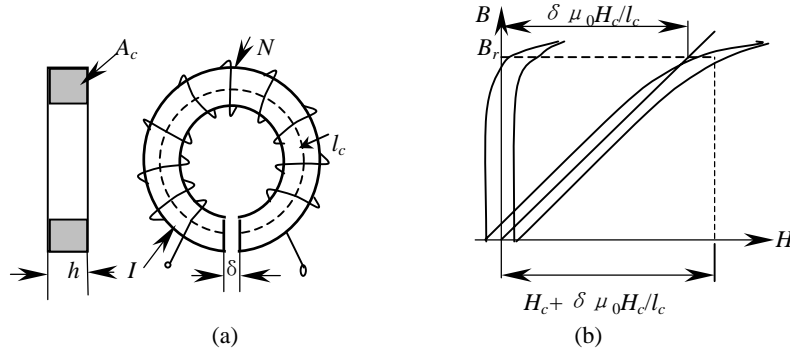 A_c
N
l_c
h
I
δ
(a)
B
δ μ_0H_c/l_c
B_r
H
H_c+ δ μ_0H_c/l_c
(b)